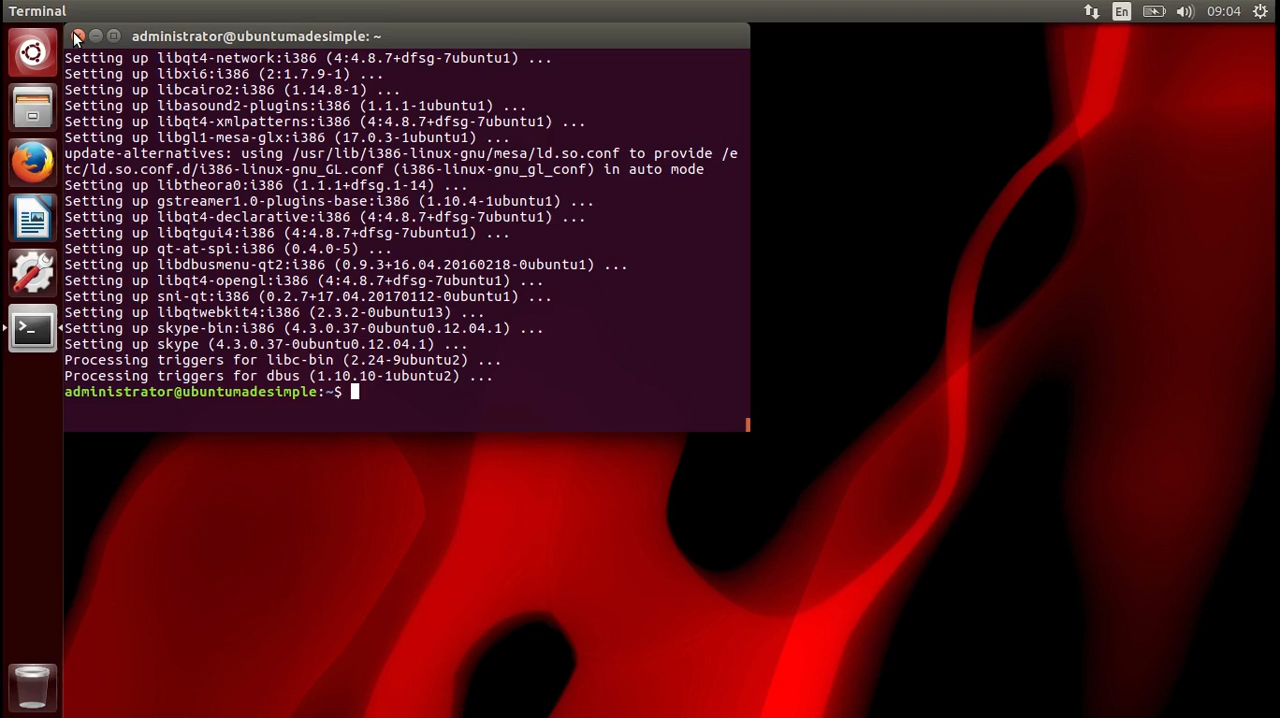 Terminal
En
09:04
administrator@ubuntumadesimple: ~
Setting up libqt4-network:i386 (4:4.8.7+dfsg-7ubuntu1) ...
Setting up libxi6:i386 (2:1.7.9-1) ...
Setting up libcairo2:i386 (1.14.8-1) ...
Setting up libasound2-plugins:i386 (1.1.1-1ubuntu1) ...
Setting up libqt4-xmlpatterns:i386 (4:4.8.7+dfsg-7ubuntu1) ...
Setting up libgl1-mesa-glx:i386 (17.0.3-1ubuntu1) ...
update-alternatives: using /usr/lib/i386-linux-gnu/mesa/ld.so.conf to provide /e
tc/ld.so.conf.d/i386-linux-gnu_GL.conf (i386-linux-gnu_gl_conf) in auto mode
Setting up libtheora0:i386 (1.1.1+dfsg.1-14) ...
Setting up gstreamer1.0-plugins-base:i386 (1.10.4-1ubuntu1) ...
Setting up libqt4-declarative:i386 (4:4.8.7+dfsg-7ubuntu1) ...
Setting up libqtgui4:i386 (4:4.8.7+dfsg-7ubuntu1) ...
Setting up qt-at-spi:i386 (0.4.0-5) ...
Setting up libdbusmenu-qt2:i386 (0.9.3+16.04.20160218-0ubuntu1) ...
Setting up libqt4-opengl:i386 (4:4.8.7+dfsg-7ubuntu1) ...
Setting up sni-qt:i386 (0.2.7+17.04.20170112-0ubuntu1) ...
Setting up libqtwebkit4:i386 (2.3.2-0ubuntu13) ...
Setting up skype-bin:i386 (4.3.0.37-0ubuntu0.12.04.1) ...
Setting up skype (4.3.0.37-0ubuntu0.12.04.1) ...
Processing triggers for libc-bin (2.24-9ubuntu2) ...
Processing triggers for dbus (1.10.10-1ubuntu2) ...
administrator@ubuntumadesimple:~$